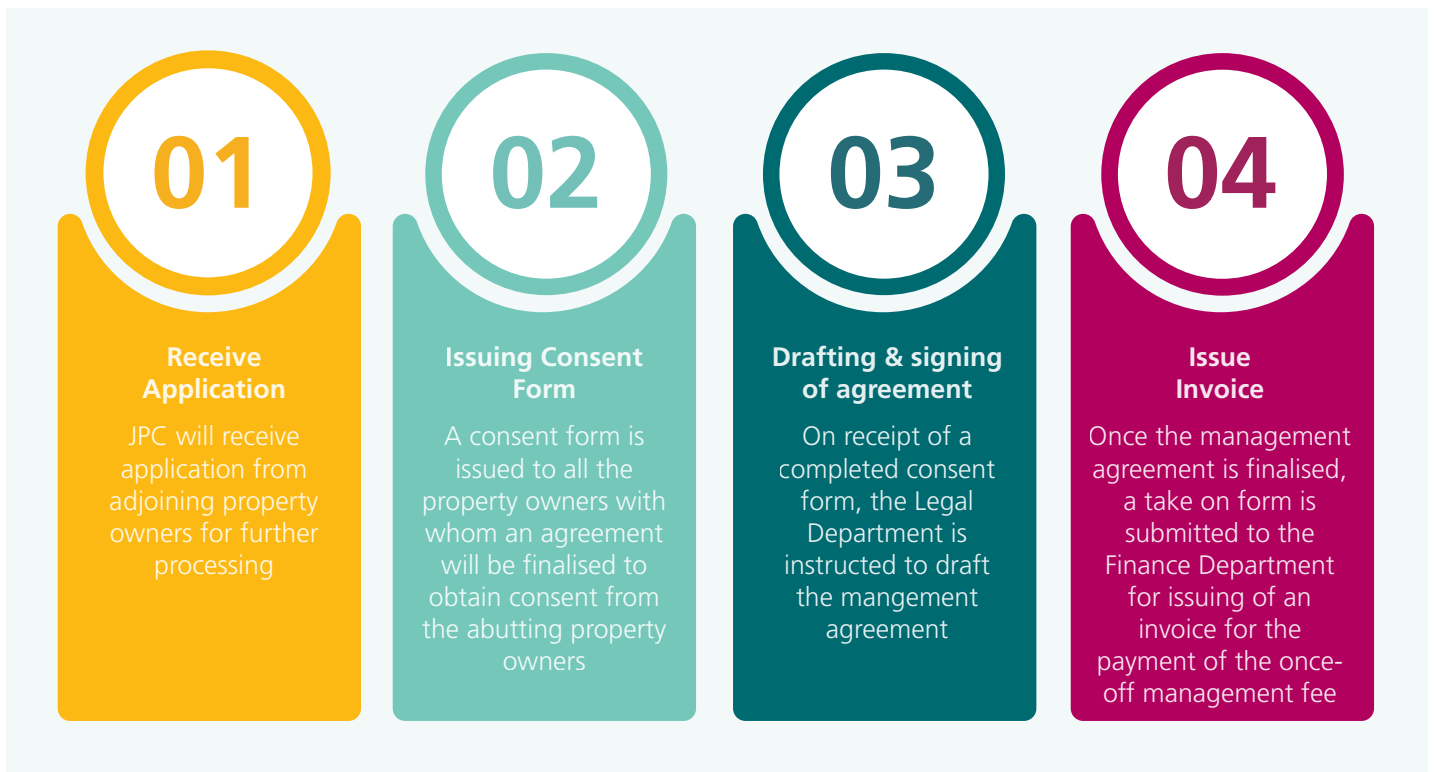 01
Receive
Application
JPC will receive
application from
adjoining property
owners for further
processing
02
Issuing Consent
Form
A consent form is
issued to all the
property owners with
whom an agreement
will be finalised to
obtain consent from
the abutting property
owners
03
Drafting & signing
of agreement
On receipt of a
completed consent
form, the Legal
Department is
instructed to draft
the mangement
agreement
04
Issue
Invoice
Once the management
agreement is finalised,
a take on form is
submitted to the
Finance Department
for issuing of an
invoice for the
payment of the once-
off management fee